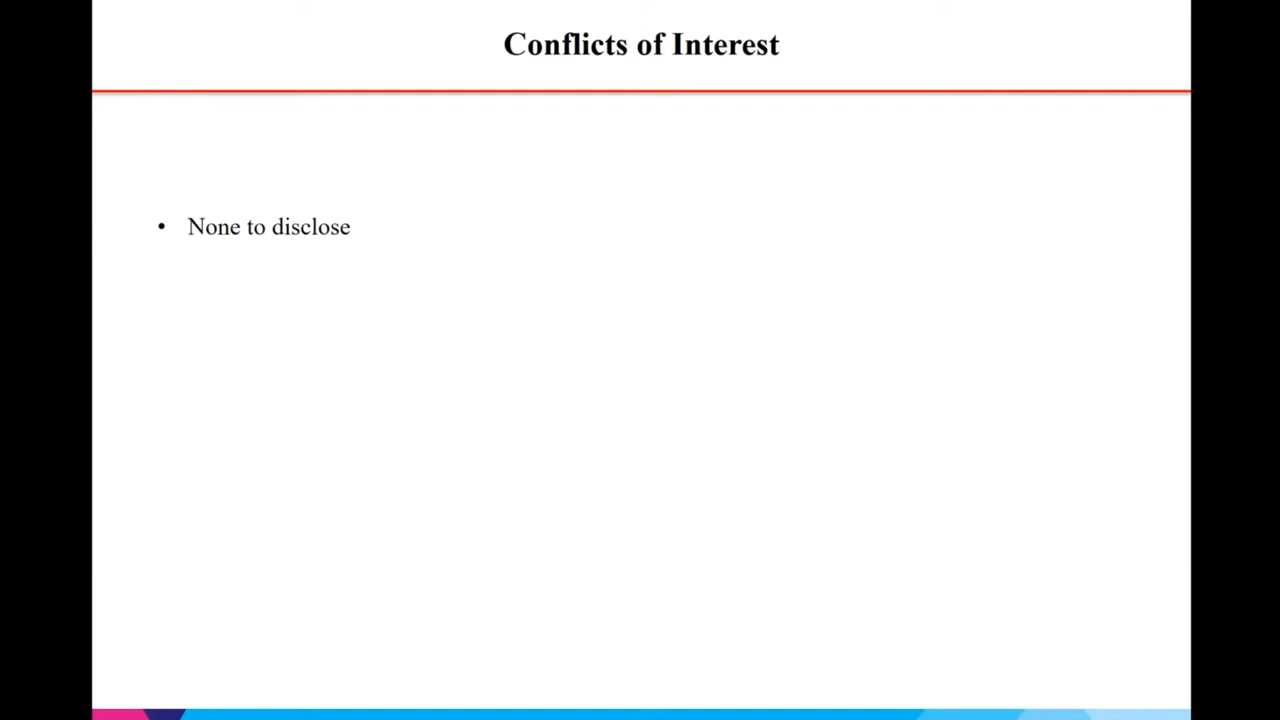 Conflicts of Interest
• None to disclose